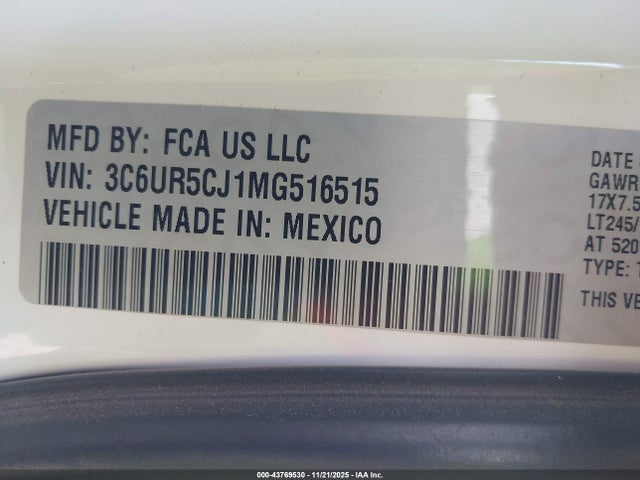 MFD BY: FCA US LLC
VIN: 3C6UR5CJ1MG516515
VEHICLE MADE IN: MEXICO
DATE
GAWR
17X7.5
LT245/
AT 520
TYPE:
THIS VE
000-43769530 - 11/21/2025 - IAA Inc.